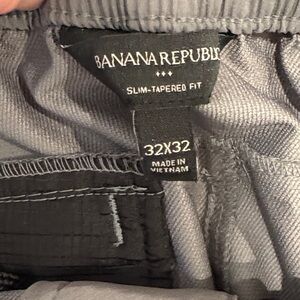 BANANA REPUBLIC
SLIM-TAPERED FIT
32X32
MADE IN
VIETNAM